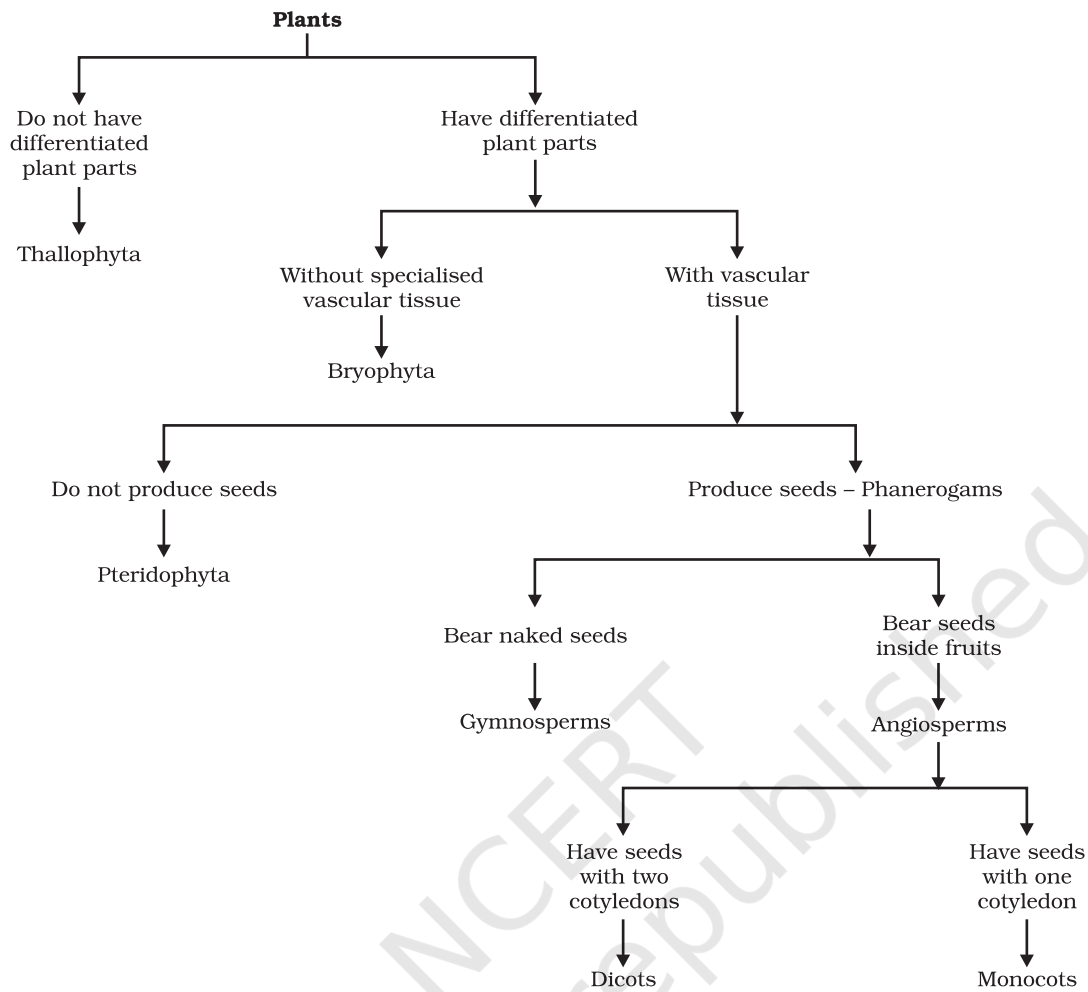 Plants
Do not have
differentiated
plant parts
Have differentiated
plant parts
Thallophyta
Without specialised
vascular tissue
With vascular
tissue
Bryophyta
Do not produce seeds
Produce seeds – Phanerogams
Pteridophyta
Bear naked seeds
Bear seeds
inside fruits
Gymnosperms
Angiosperms
Have seeds
with two
cotyledons
Have seeds
with one
cotyledon
Dicots
Monocots
NCERT
republished